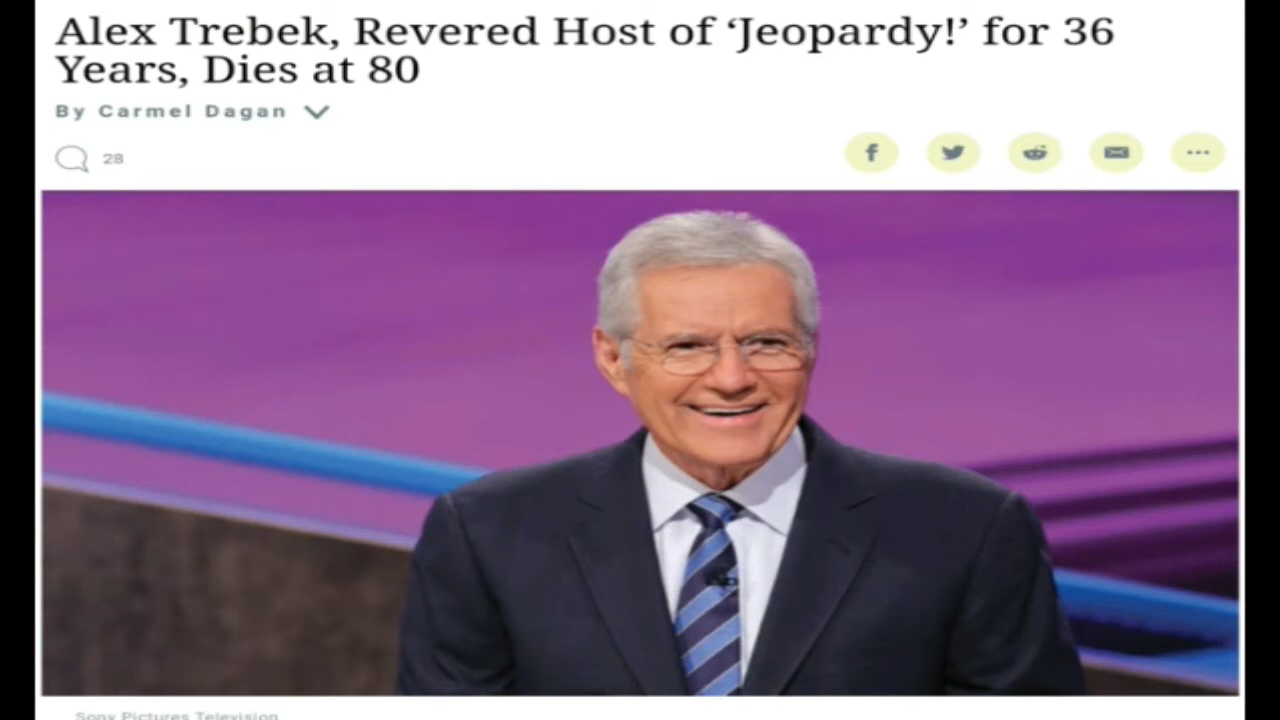 Alex Trebek, Revered Host of ‘Jeopardy!’ for 36
Years, Dies at 80
By Carmel Dagan
28
Sony Pictures Television